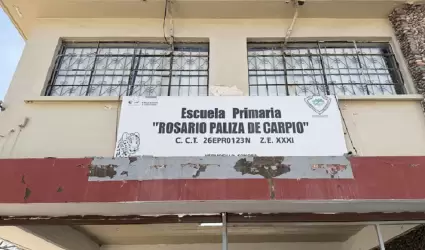 Escuela Primaria
"ROSARIO PALIZA DE CARPIO"
C. C.T. 26EPR0123N Z.E. XXXI